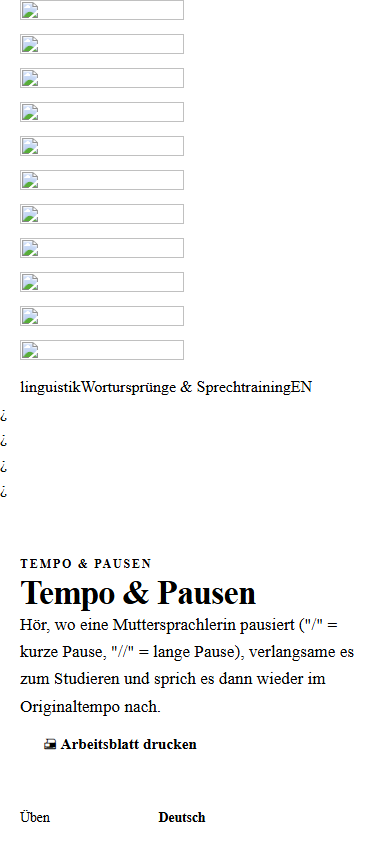 linguistikWortursprünge & SprechtrainingEN
¿
¿
¿
¿
TEMPO & PAUSEN
Tempo & Pausen
Hör, wo eine Muttersprachlerin pausiert ("/" =
kurze Pause, "//" = lange Pause), verlangsame es
zum Studieren und sprich es dann wieder im
Originaltempo nach.
Arbeitsblatt drucken
Üben Deutsch